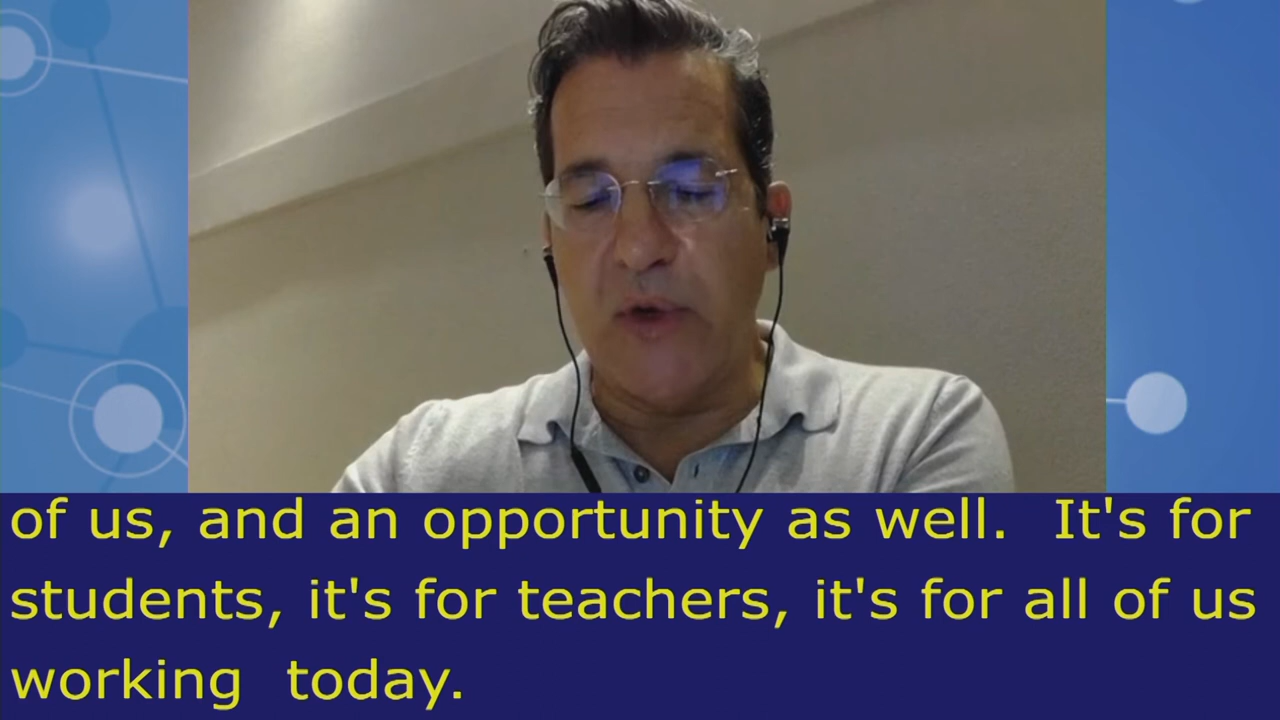 of us, and an opportunity as well.  It's for
students, it's for teachers, it's for all of us
working  today.